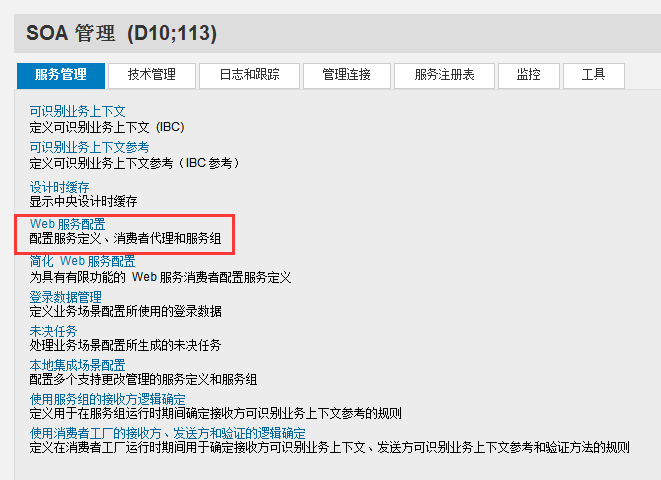 SOA 管理 (D10;113)
服务管理 技术管理 日志和跟踪 管理连接 服务注册表 监控 工具
可识别业务上下文
定义可识别业务上下文 (IBC)
可识别业务上下文参考
定义可识别业务上下文参考（IBC 参考）
设计时缓存
显示中央设计时缓存
Web 服务配置
配置服务定义、消费者代理和服务组
简化 Web 服务配置
为具有有限功能的 Web 服务消费者配置服务定义
登录数据管理
定义业务场景配置所使用的登录数据
未决任务
处理业务场景配置所生成的未决任务
本地集成场景配置
配置多个支持更改管理的服务定义和服务组
使用服务组的接收方逻辑确定
定义用于在服务组运行时期间确定接收方可识别业务上下文参考的规则
使用消费者工厂的接收方、发送方和验证的逻辑确定
定义在消费者工厂运行时期间用于确定接收方可识别业务上下文、发送方可识别业务上下文参考和验证方法的规则